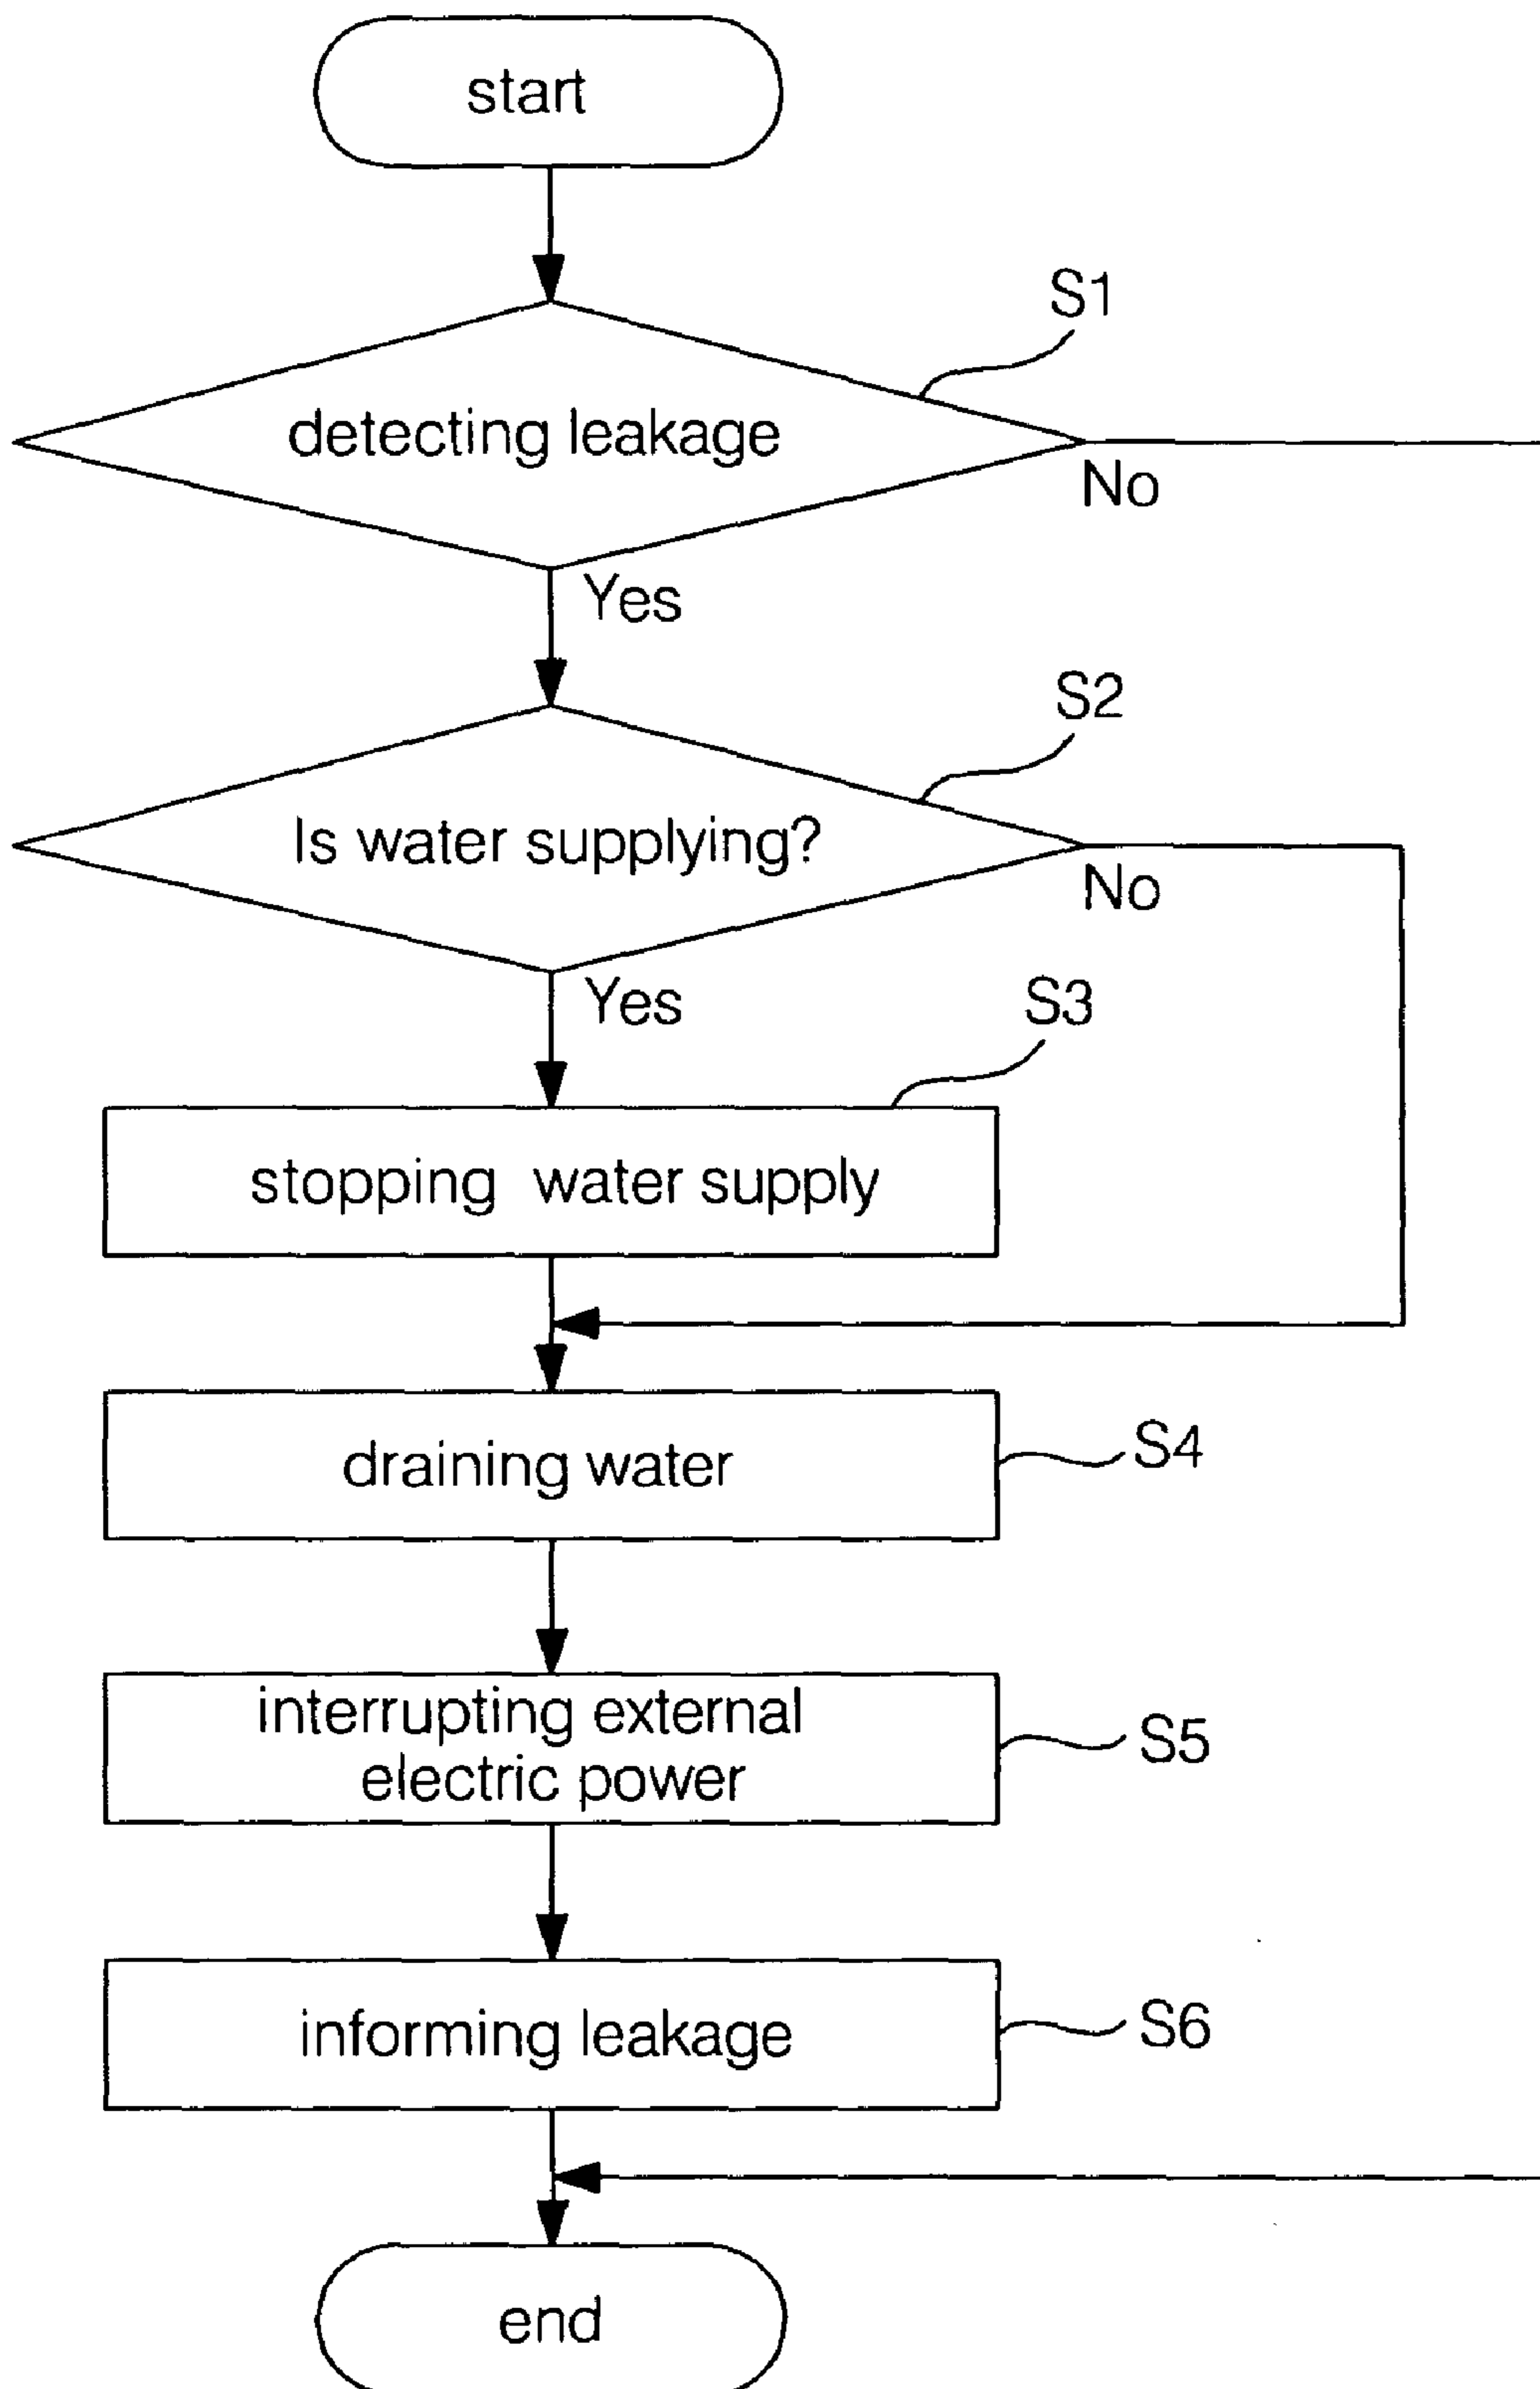 start
S1
detecting leakage
No
Yes
S2
Is water supplying?
No
Yes
S3
stopping water supply
draining water
S4
interrupting external
electric power
S5
informing leakage
S6
end